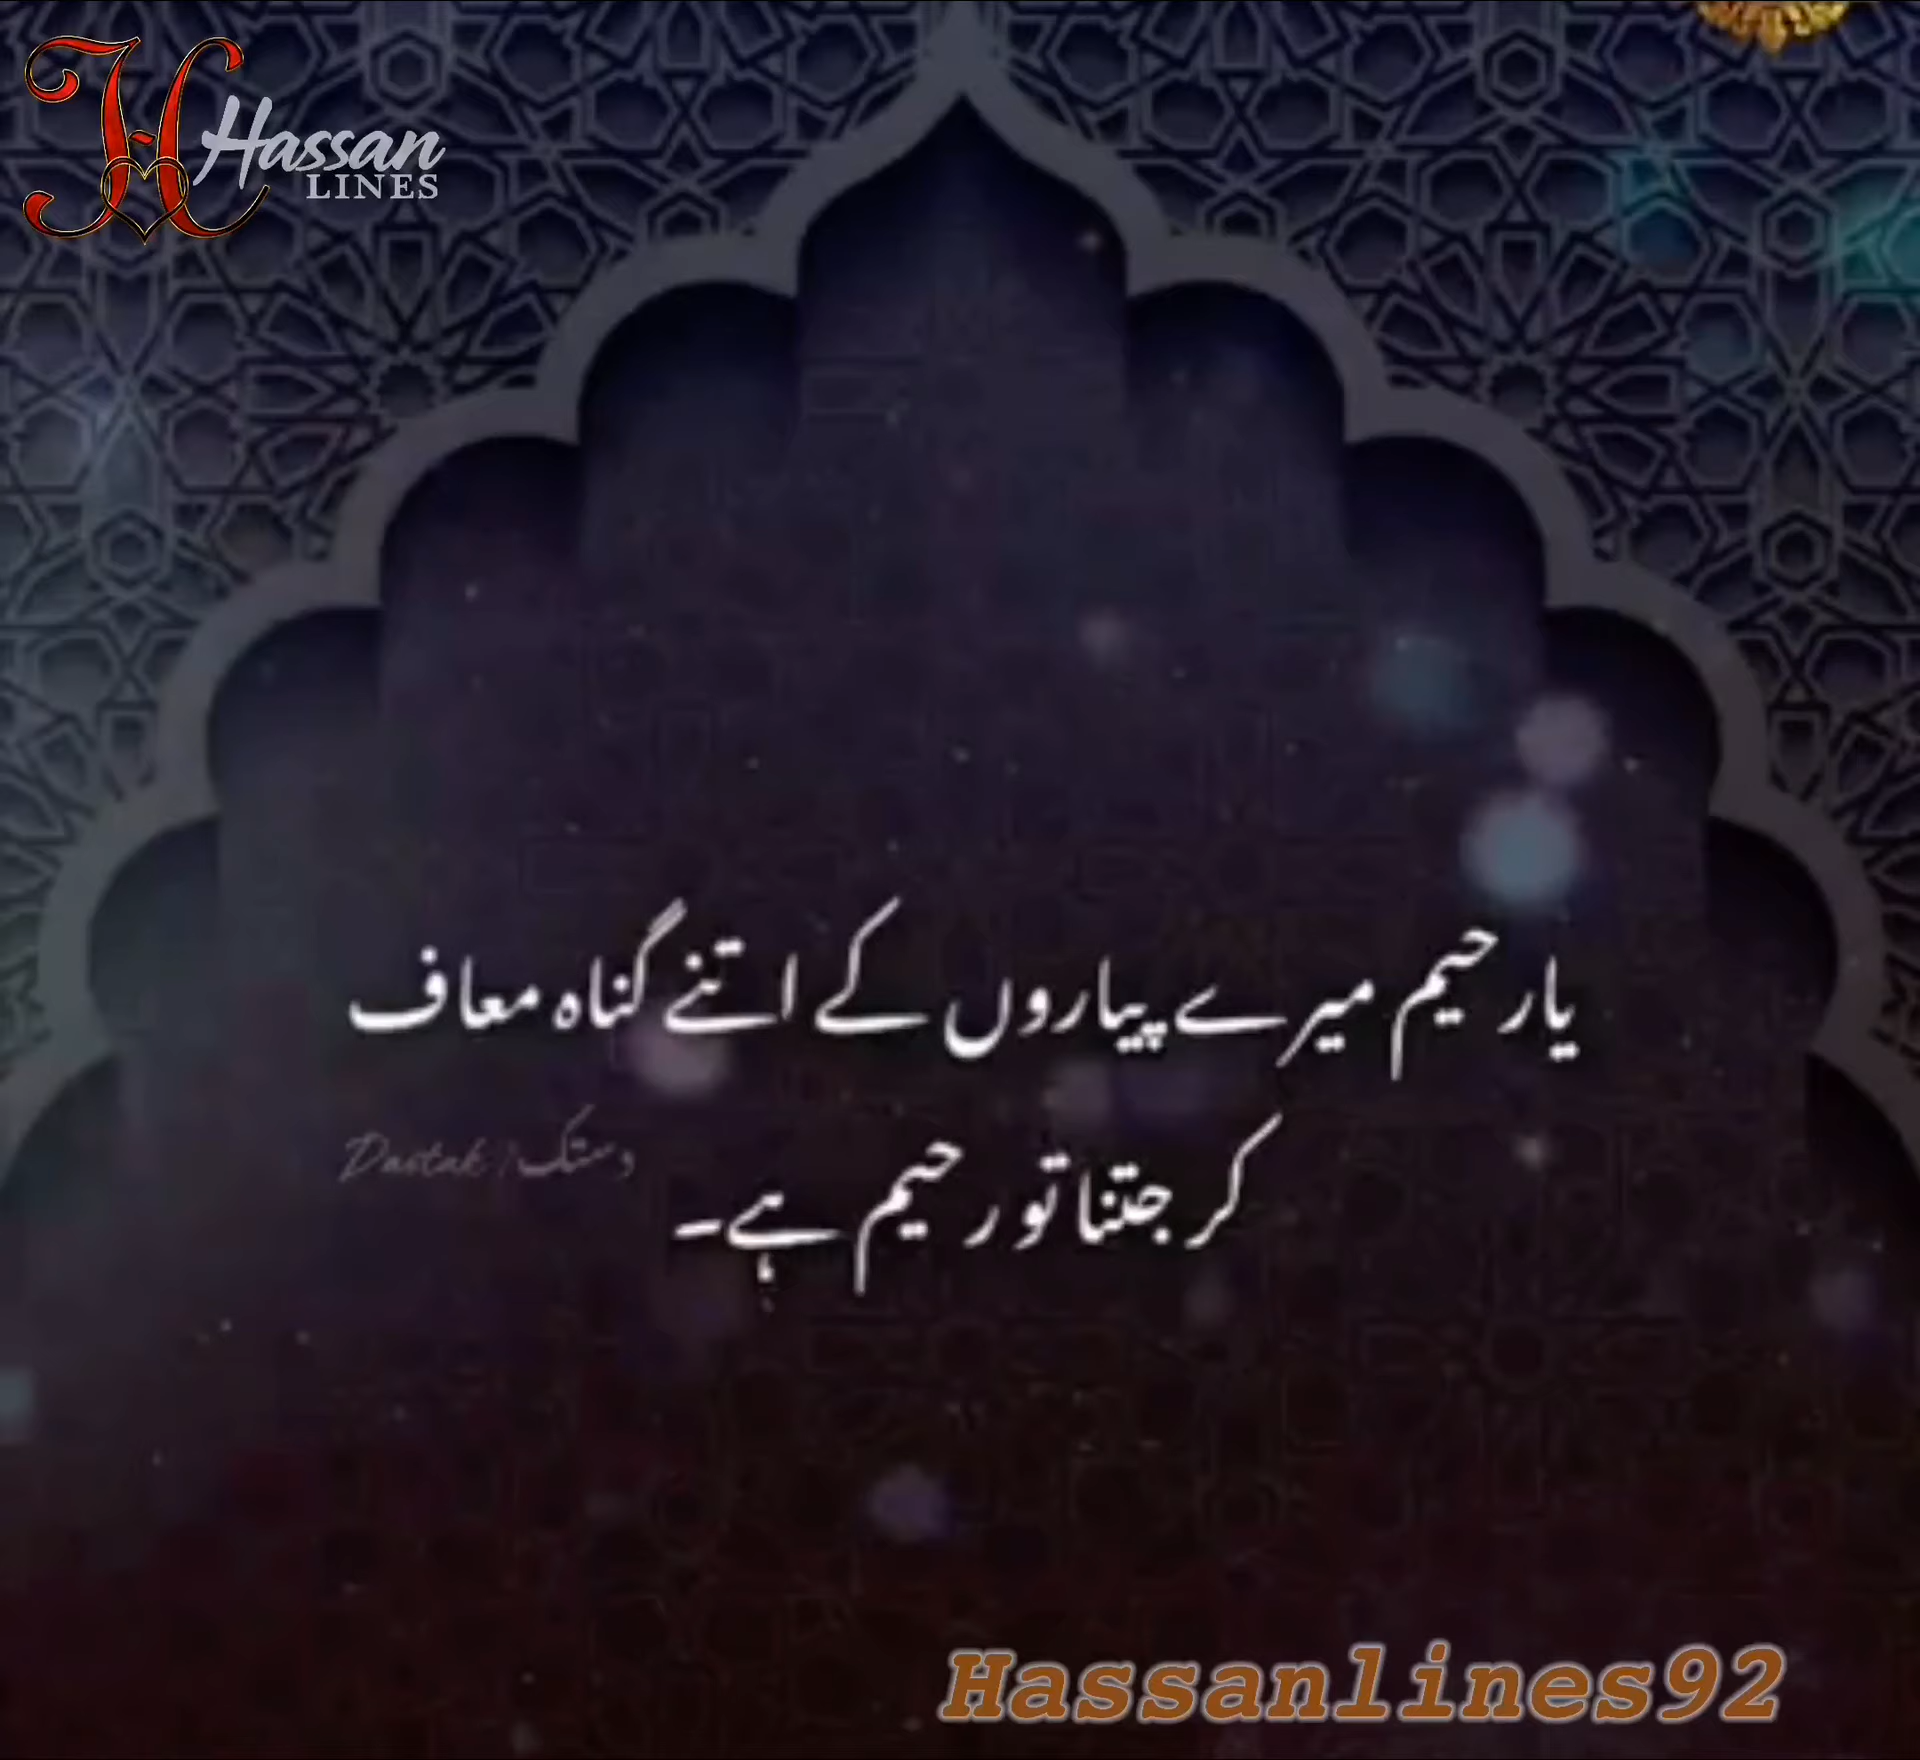 Hassan
LINES
یا رحیم میرے پیاروں کے اتنے گناہ معاف
کر جتنا تو رحیم ہے۔
Dastak / دستک
Hassanlines92